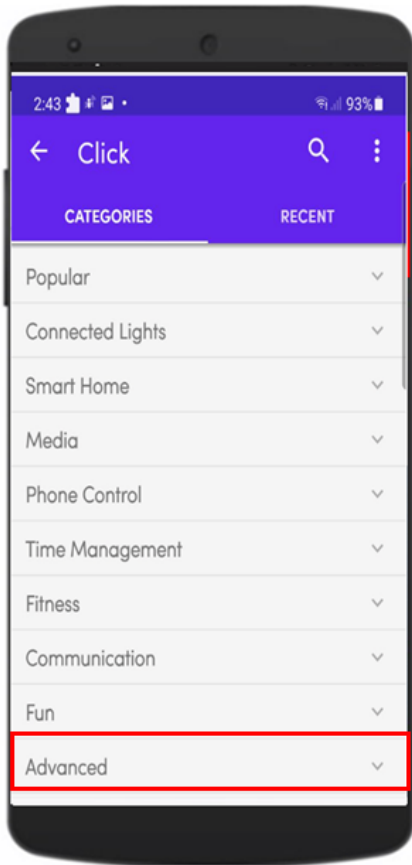 2:43 93%
Click
CATEGORIES RECENT
Popular
Connected Lights
Smart Home
Media
Phone Control
Time Management
Fitness
Communication
Fun
Advanced